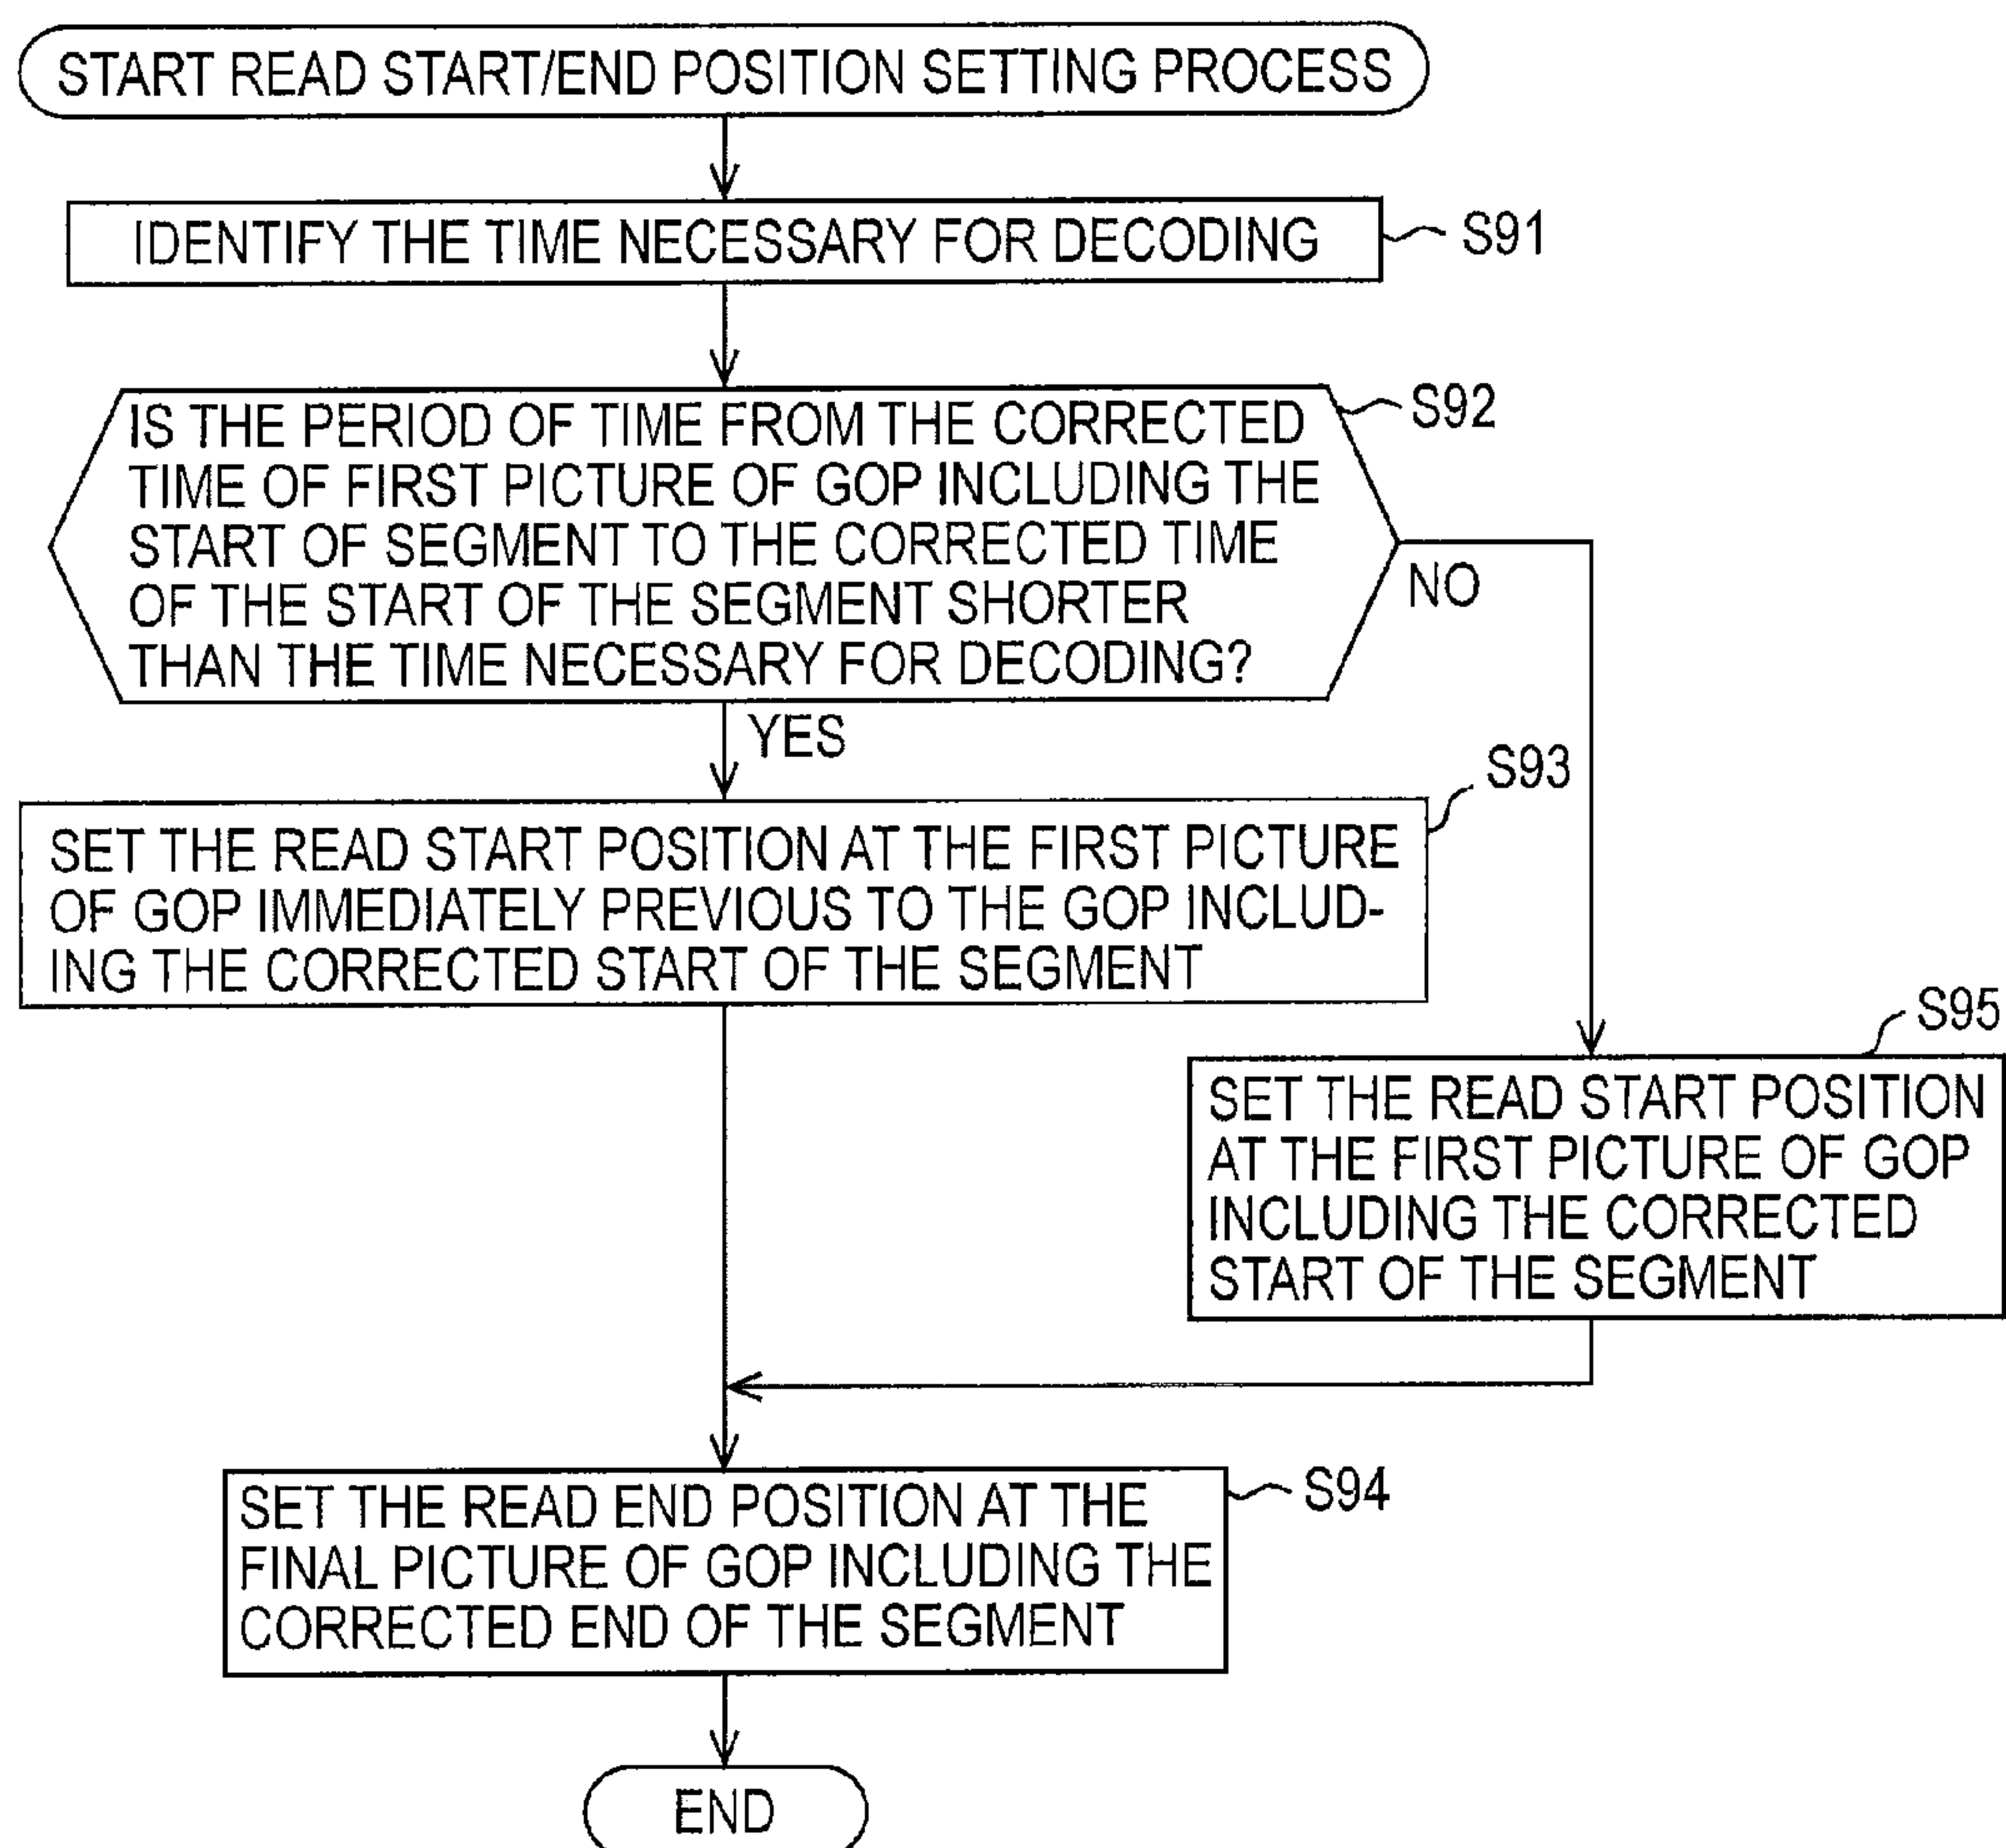 START READ START/END POSITION SETTING PROCESS
IDENTIFY THE TIME NECESSARY FOR DECODING
S91
IS THE PERIOD OF TIME FROM THE CORRECTED
TIME OF FIRST PICTURE OF GOP INCLUDING THE
START OF SEGMENT TO THE CORRECTED TIME
OF THE START OF THE SEGMENT SHORTER
THAN THE TIME NECESSARY FOR DECODING?
S92
NO
YES
S93
SET THE READ START POSITION AT THE FIRST PICTURE
OF GOP IMMEDIATELY PREVIOUS TO THE GOP INCLUD-
ING THE CORRECTED START OF THE SEGMENT
S95
SET THE READ START POSITION
AT THE FIRST PICTURE OF GOP
INCLUDING THE CORRECTED
START OF THE SEGMENT
SET THE READ END POSITION AT THE
FINAL PICTURE OF GOP INCLUDING THE
CORRECTED END OF THE SEGMENT
S94
END